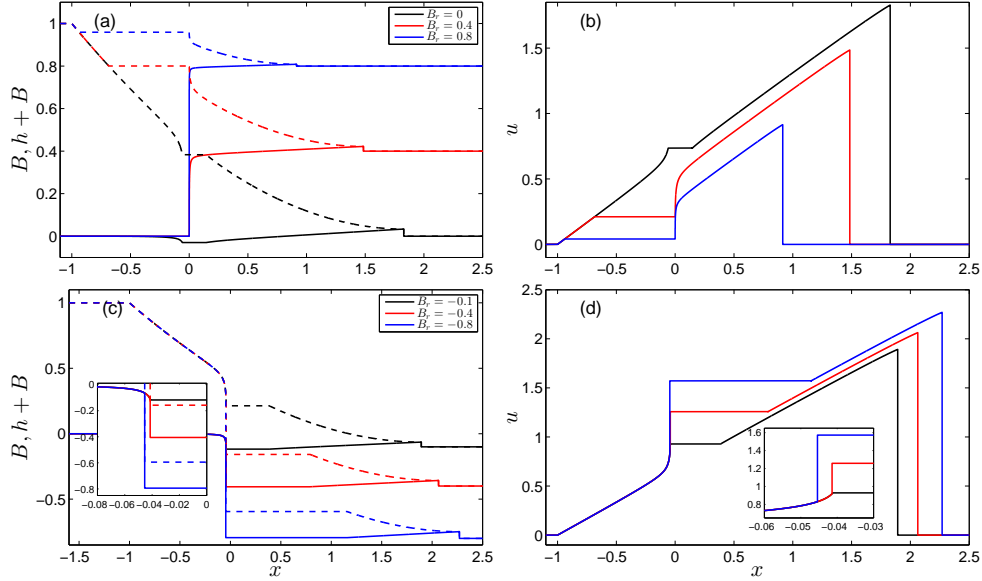 (a)
B_r = 0
B_r = 0.4
B_r = 0.8
B, h + B
1
0.8
0.6
0.4
0.2
0
−1 −0.5 0 0.5 1 1.5 2 2.5
x
(b)
u
1.5
1
0.5
0
−1 −0.5 0 0.5 1 1.5 2 2.5
x
(c)
B_r = −0.1
B_r = −0.4
B_r = −0.8
B, h + B
1
0.5
0
−0.5
−1.5 −1 −0.5 0 0.5 1 1.5 2 2.5
x
0
−0.2
−0.4
−0.6
−0.8
−0.08 −0.06 −0.04 −0.02 0
(d)
u
2.5
2
1.5
1
0.5
0
−1.5 −1 −0.5 0 0.5 1 1.5 2 2.5
x
1.6
1.4
1.2
1
0.8
−0.06 −0.05 −0.04 −0.03